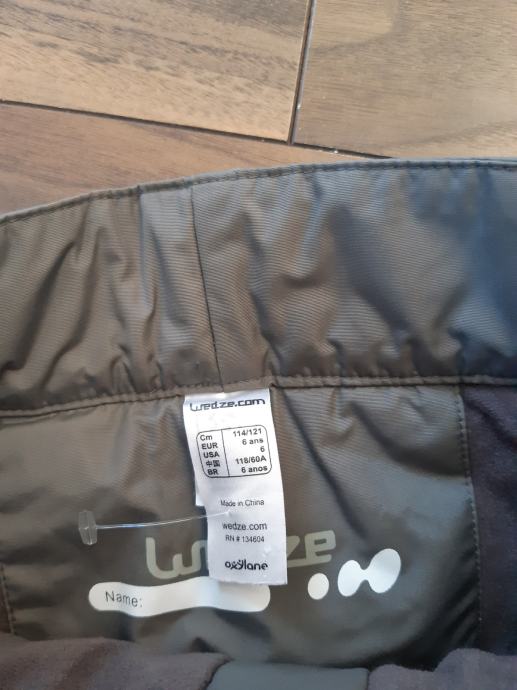 wedze.com
Cm 114/121
EUR 6 ans
USA 6
中国 118/60A
BR 6 anos
Made in China
wedze.com
RN # 134604
oxylane
wedze
Name: